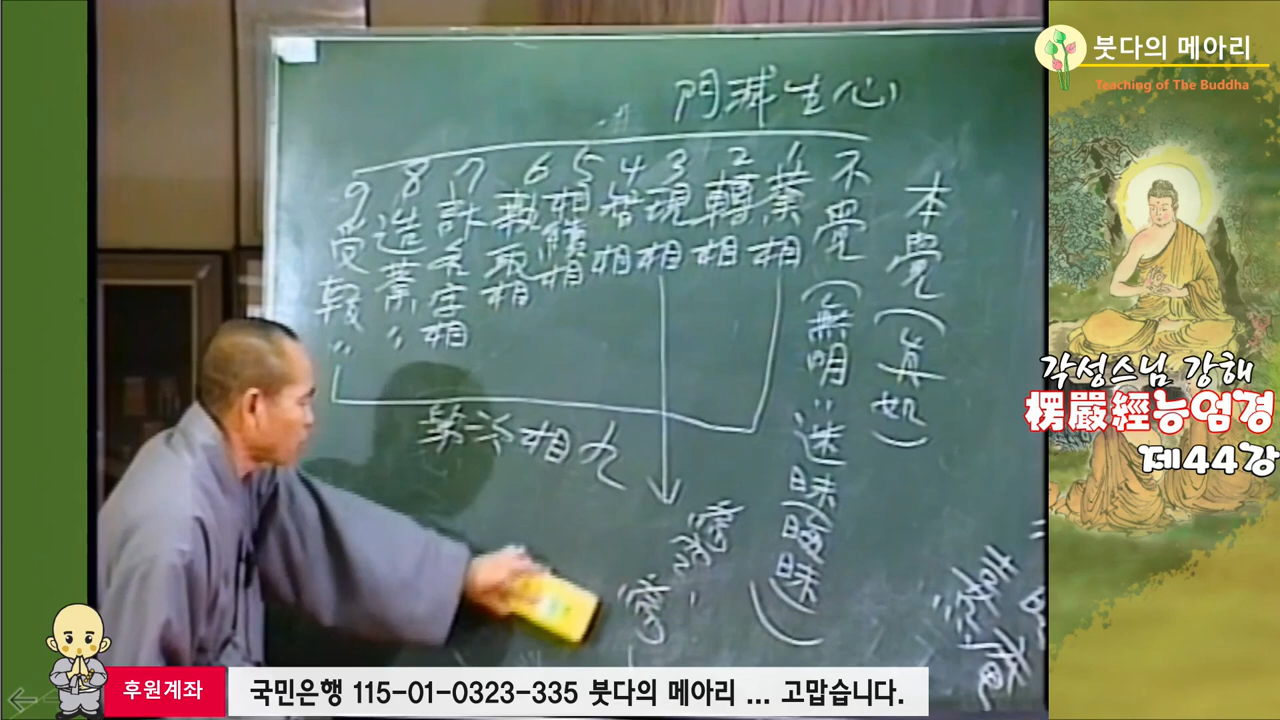 붓다의 메아리
Teaching of The Buddha
心生滅門
本覺(眞如)
不覺(無明:迷昧(晦昧)
1業相
2轉相
3現相
4智相
5相續相
6執取相
7計名字相
8造業〃
9受報〃
九相次第
각성스님 강해
楞嚴經능엄경
제44강
후원계좌
국민은행 115-01-0323-335 붓다의 메아리 ... 고맙습니다.